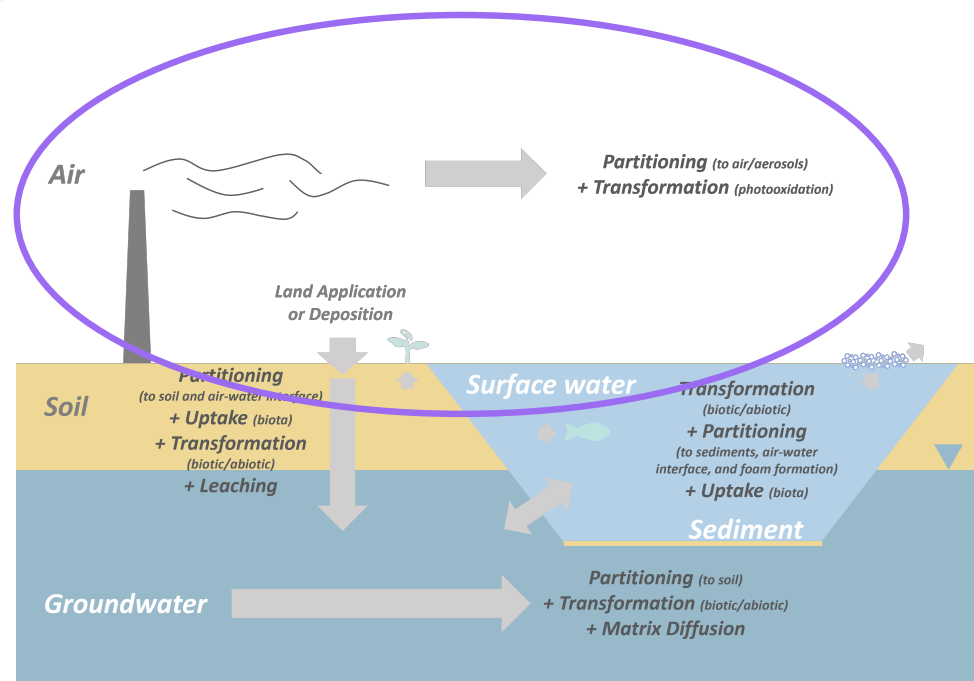 Air
Partitioning (to air/aerosols)
+ Transformation (photooxidation)
Land Application
or Deposition
Soil
Partitioning
(to soil and air-water interface)
+ Uptake (biota)
+ Transformation
(biotic/abiotic)
+ Leaching
Surface water
Transformation
(biotic/abiotic)
+ Partitioning
(to sediments, air-water
interface, and foam formation)
+ Uptake (biota)
Sediment
Groundwater
Partitioning (to soil)
+ Transformation (biotic/abiotic)
+ Matrix Diffusion